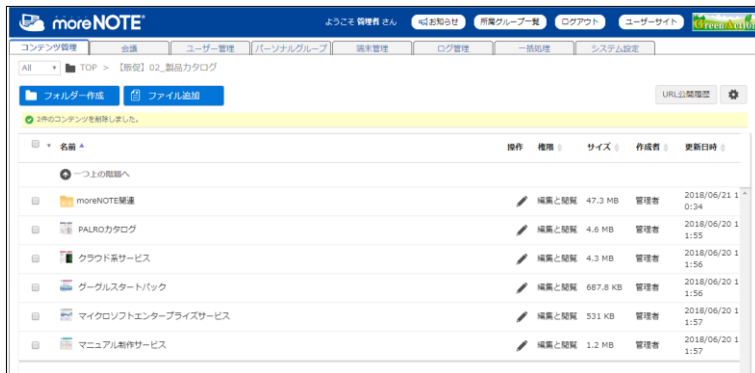 moreNOTE
ようこそ 管理者 さん
お知らせ
所属グループ一覧
ログアウト
ユーザーサイト
Green Action
コンテンツ管理
会議
ユーザー管理
パーソナルグループ
端末管理
ログ管理
一括処理
システム設定
All
TOP > 【販促】02_製品カタログ
フォルダー作成
ファイル追加
URL公開履歴
2件のコンテンツを削除しました。
名前 操作 権限 サイズ 作成者 更新日時
一つ上の階層へ
moreNOTE関連 編集と閲覧 47.3 MB 管理者 2018/06/21 1
0:34
PALROカタログ 編集と閲覧 4.6 MB 管理者 2018/06/20 1
1:55
クラウド系サービス 編集と閲覧 4.3 MB 管理者 2018/06/20 1
1:56
グーグルスタートパック 編集と閲覧 687.8 KB 管理者 2018/06/20 1
1:56
マイクロソフトエンタープライズサービス 編集と閲覧 531 KB 管理者 2018/06/20 1
1:57
マニュアル制作サービス 編集と閲覧 1.2 MB 管理者 2018/06/20 1
1:57